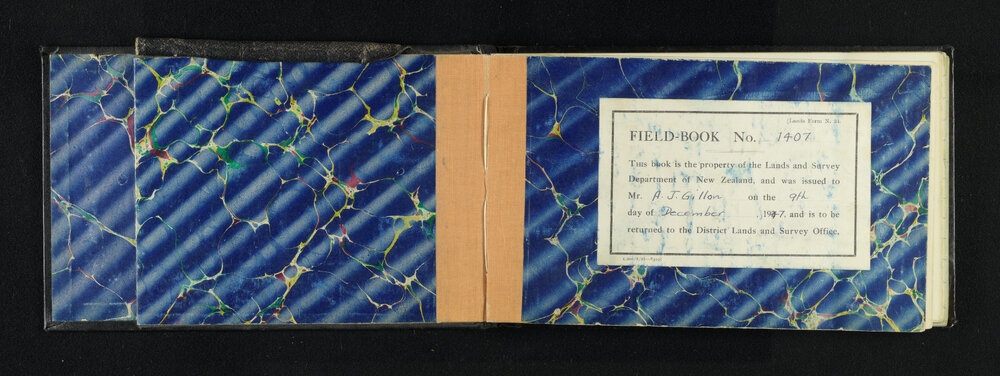 (Lands Form N. 21.
FIELD-BOOK No. 1407
THIS book is the property of the Lands and Survey
Department of New Zealand, and was issued to
Mr. A. J. Gillon on the 9th
day of December 1947, and is to be
returned to the District Lands and Survey Office,